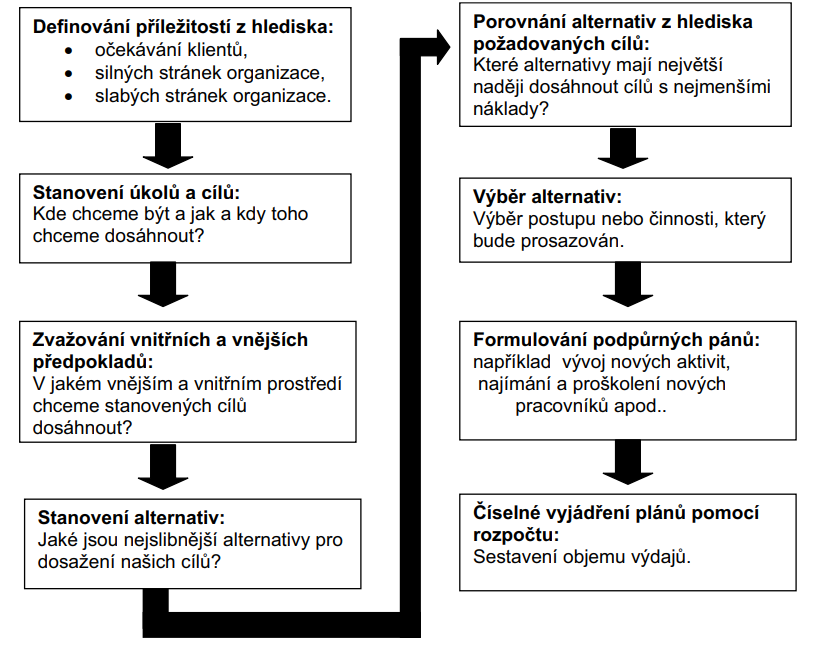 Definování příležitostí z hlediska:
• očekávání klientů,
• silných stránek organizace,
• slabých stránek organizace.
Stanovení úkolů a cílů:
Kde chceme být a jak a kdy toho
chceme dosáhnout?
Zvažování vnitřních a vnějších
předpokladů:
V jakém vnějším a vnitřním prostředí
chceme stanovených cílů
dosáhnout?
Stanovení alternativ:
Jaké jsou nejslibnější alternativy pro
dosažení našich cílů?
Porovnání alternativ z hlediska
požadovaných cílů:
Které alternativy mají největší
naději dosáhnout cílů s nejmenšími
náklady?
Výběr alternativ:
Výběr postupu nebo činnosti, který
bude prosazován.
Formulování podpůrných pánů:
například vývoj nových aktivit,
najímání a proškolení nových
pracovníků apod..
Číselné vyjádření plánů pomocí
rozpočtu:
Sestavení objemu výdajů.